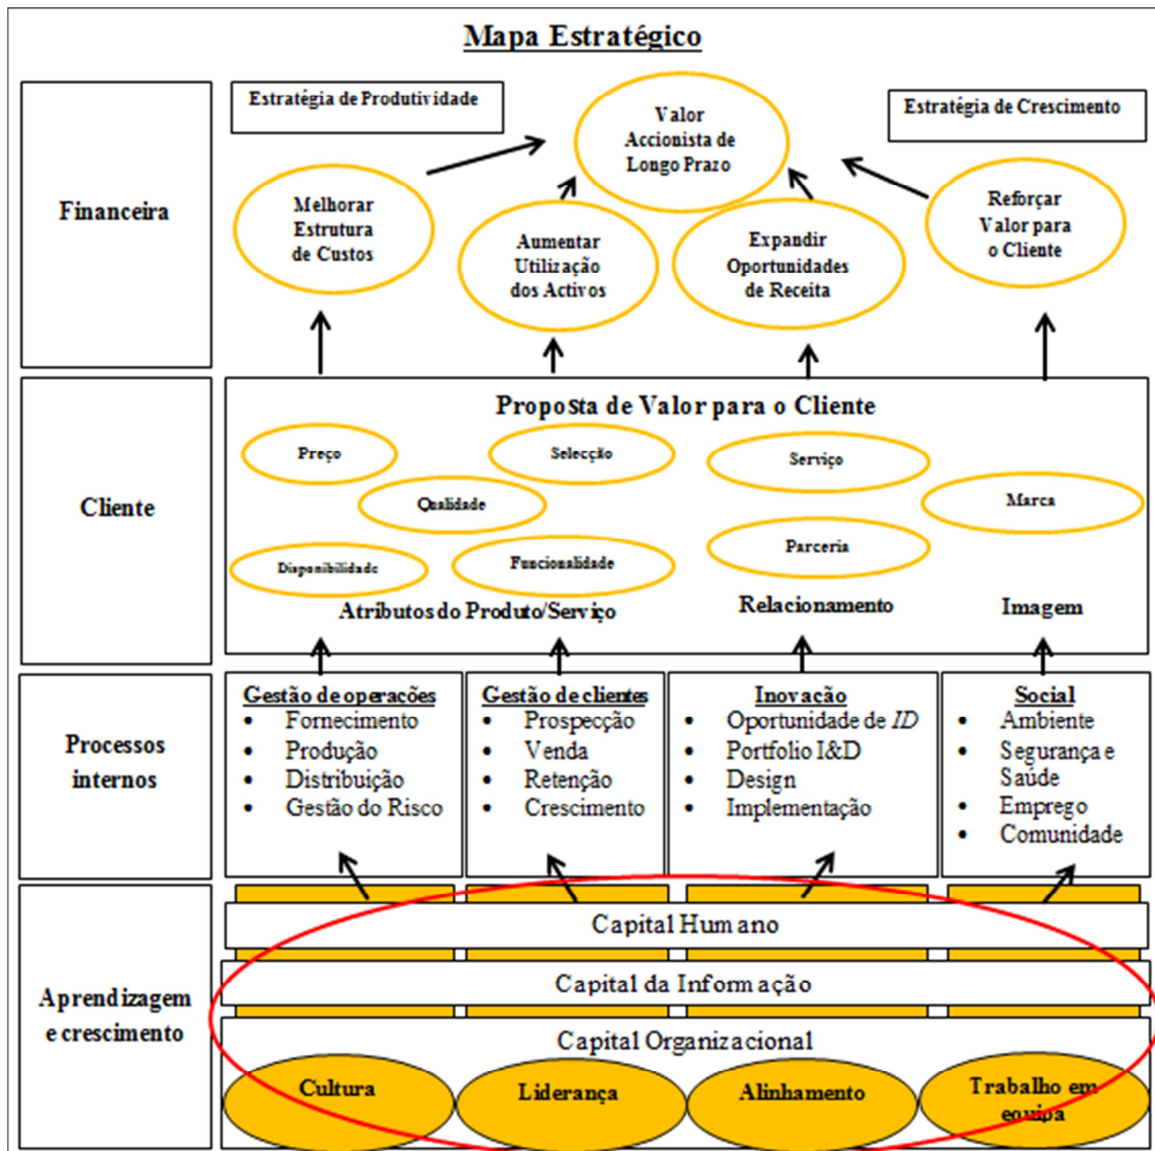 Mapa Estratégico
Financeira
Estratégia de Produtividade
Valor
Accionista de
Longo Prazo
Estratégia de Crescimento
Melhorar
Estrutura
de Custos
Aumentar
Utilização
dos Activos
Expandir
Oportunidades
de Receita
Reforçar
Valor para
o Cliente
Cliente
Proposta de Valor para o Cliente
Preço
Selecção
Serviço
Qualidade
Marca
Disponibilidade
Funcionalidade
Parceria
Atributos do Produto/Serviço
Relacionamento
Imagem
Processos
internos
Gestão de operações
• Fornecimento
• Produção
• Distribuição
• Gestão do Risco
Gestão de clientes
• Prospecção
• Venda
• Retenção
• Crescimento
Inovação
• Oportunidade de ID
• Portfolio I&D
• Design
• Implementação
Social
• Ambiente
• Segurança e
Saúde
• Emprego
• Comunidade
Aprendizagem
e crescimento
Capital Humano
Capital da Informação
Capital Organizacional
Cultura
Liderança
Alinhamento
Trabalho em
equipa